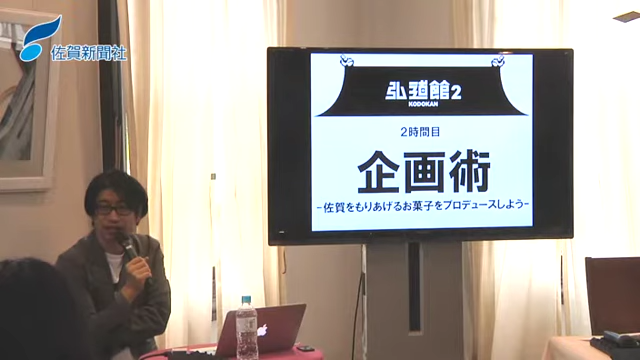 佐賀新聞社
弘道館2
KODOKAN
2時間目
企画術
-佐賀をもりあげるお菓子をプロデュースしよう-